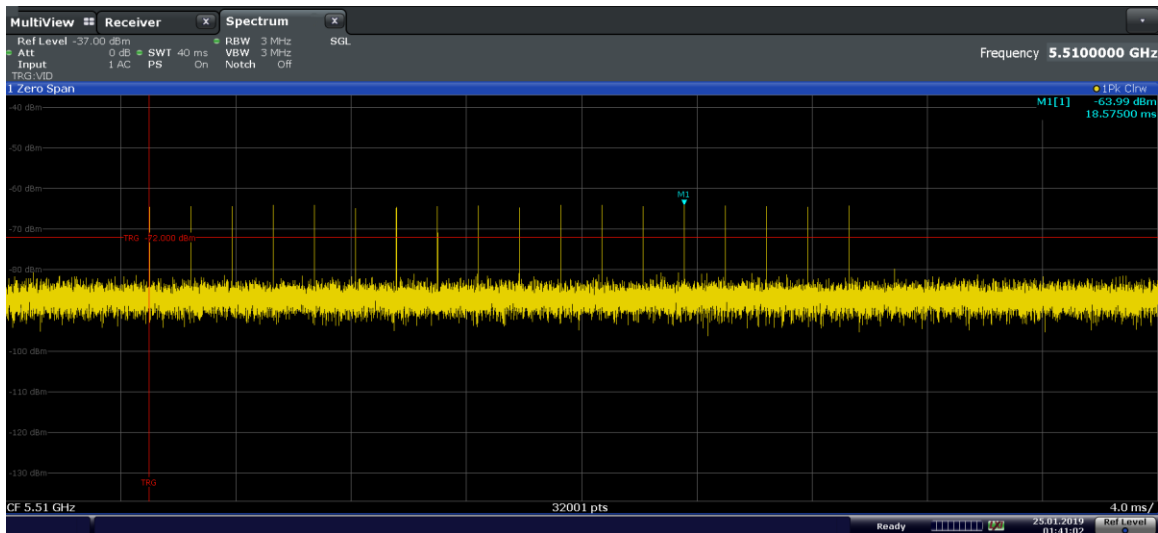 MultiView Receiver X Spectrum X
Ref Level -37.00 dBm RBW 3 MHz SGL
Att 0 dB SWT 40 ms VBW 3 MHz Frequency 5.5100000 GHz
Input 1 AC PS On Notch Off
TRG:VID
1 Zero Span 1Pk Clrw
-40 dBm M1[1] -63.99 dBm
18.57500 ms
-50 dBm
-60 dBm
M1
-70 dBm
TRG -72.000 dBm
-80 dBm
-100 dBm
-110 dBm
-120 dBm
-130 dBm
TRG
CF 5.51 GHz 32001 pts 4.0 ms/
Ready 25.01.2019 Ref Level
01:41:02